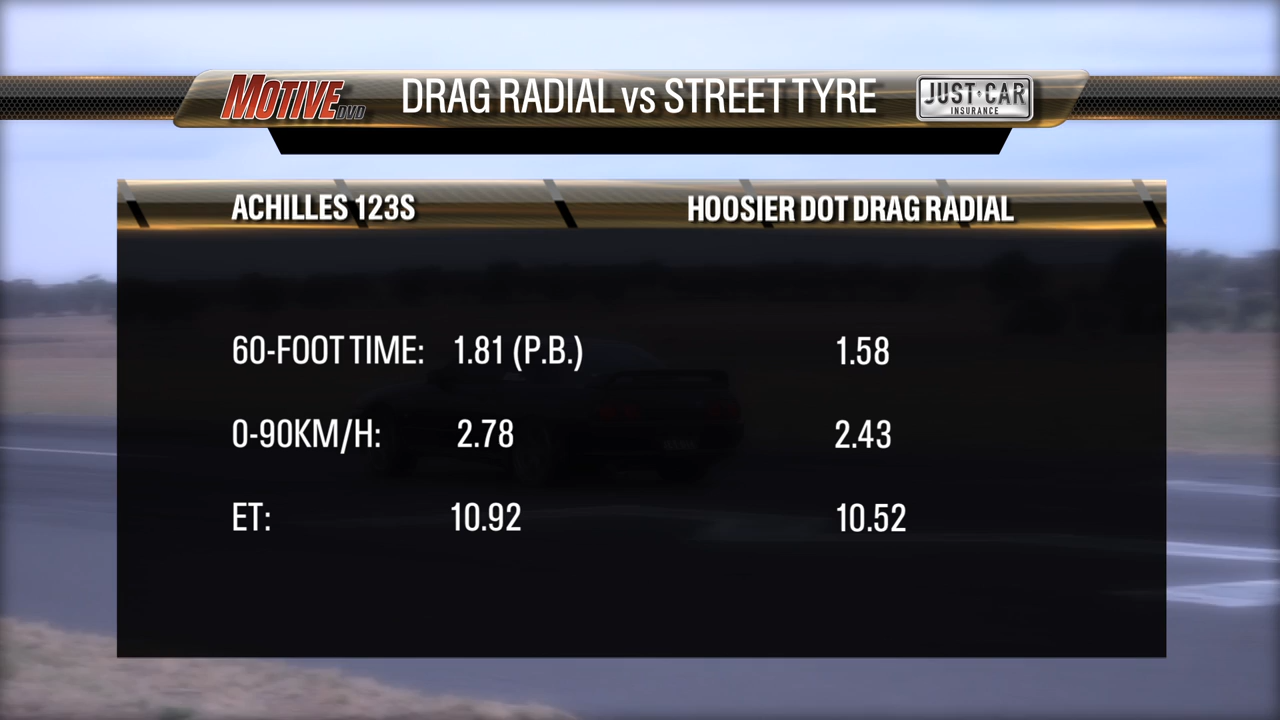 MOTIVE DVD DRAG RADIAL vs STREET TYRE JUST CAR INSURANCE
ACHILLES 123S HOOSIER DOT DRAG RADIAL
60-FOOT TIME: 1.81 (P.B.) 1.58
0-90KM/H: 2.78 2.43
ET: 10.92 10.52